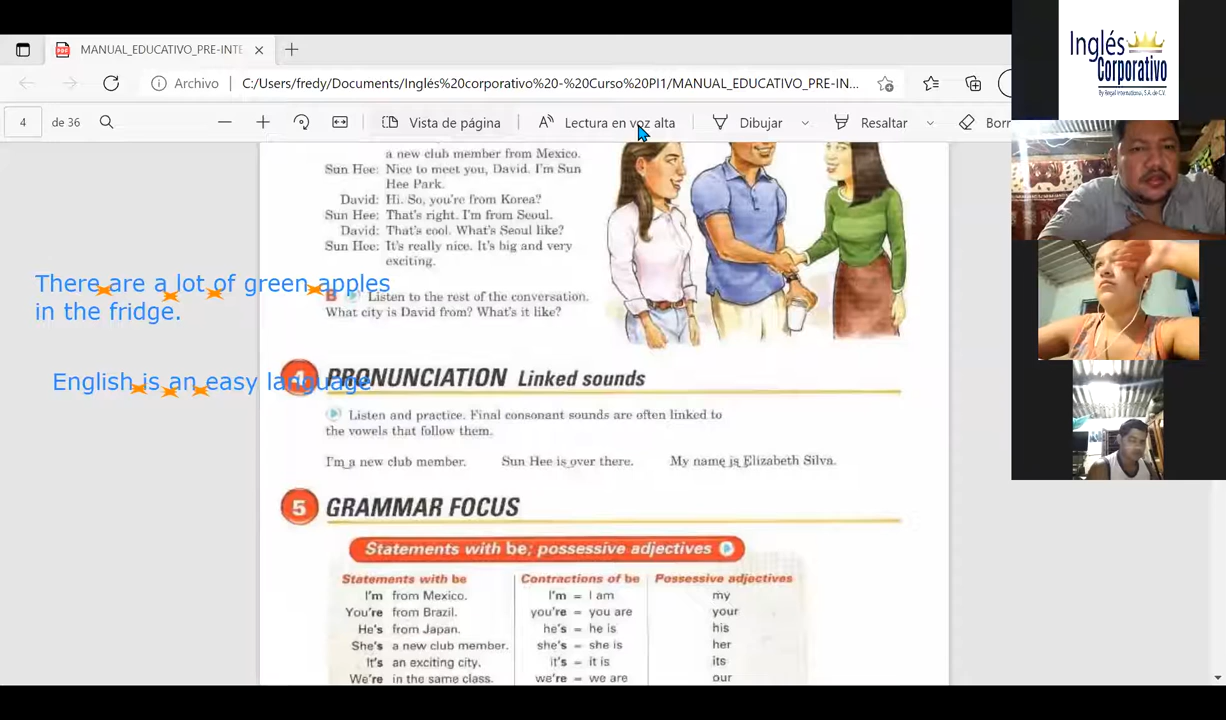 MANUAL_EDUCATIVO_PRE-INTE
Archivo
C:/Users/fredy/Documents/Inglés%20corporativo%20-%20Curso%20PI1/MANUAL_EDUCATIVO_PRE-IN...
4 de 36
Vista de página
Lectura en voz alta
Dibujar
Resaltar
Borr
Inglés
Corporativo
By Regal International, S.A. de C.V.
a new club member from Mexico.
Sun Hee: Nice to meet you, David. I'm Sun
Hee Park.
David: Hi. So, you're from Korea?
Sun Hee: That's right. I'm from Seoul.
David: That's cool. What's Seoul like?
Sun Hee: It's really nice. It's big and very
exciting.
There are a lot of green apples
in the fridge.
B Listen to the rest of the conversation.
What city is David from? What's it like?
English is an easy language
4 PRONUNCIATION Linked sounds
Listen and practice. Final consonant sounds are often linked to
the vowels that follow them.
I'm a new club member. Sun Hee is over there. My name is Elizabeth Silva.
5 GRAMMAR FOCUS
Statements with be; possessive adjectives
Statements with be Contractions of be Possessive adjectives
I'm from Mexico. I'm = I am my
You're from Brazil. you're = you are your
He's from Japan. he's = he is his
She's a new club member. she's = she is her
It's an exciting city. it's = it is its
We're in the same class. we're = we are our